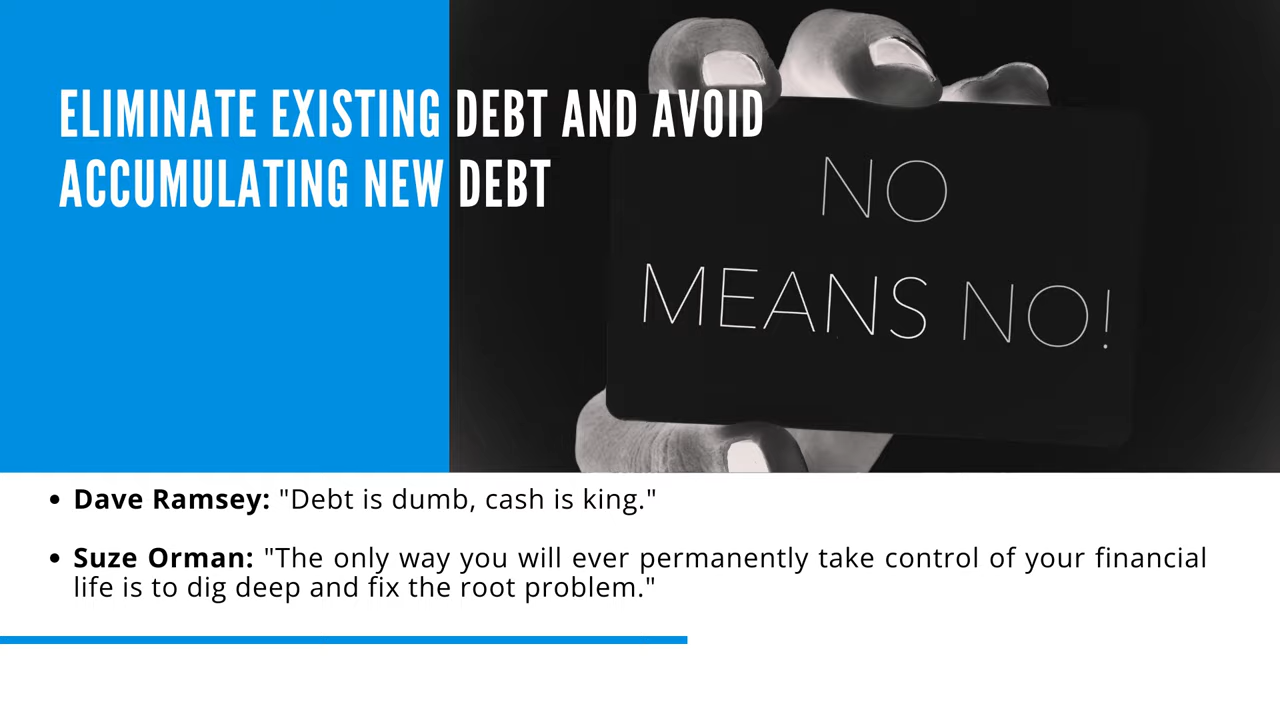 ELIMINATE EXISTING DEBT AND AVOID
ACCUMULATING NEW DEBT
NO
MEANS NO!
• Dave Ramsey: "Debt is dumb, cash is king."
• Suze Orman: "The only way you will ever permanently take control of your financial
life is to dig deep and fix the root problem."